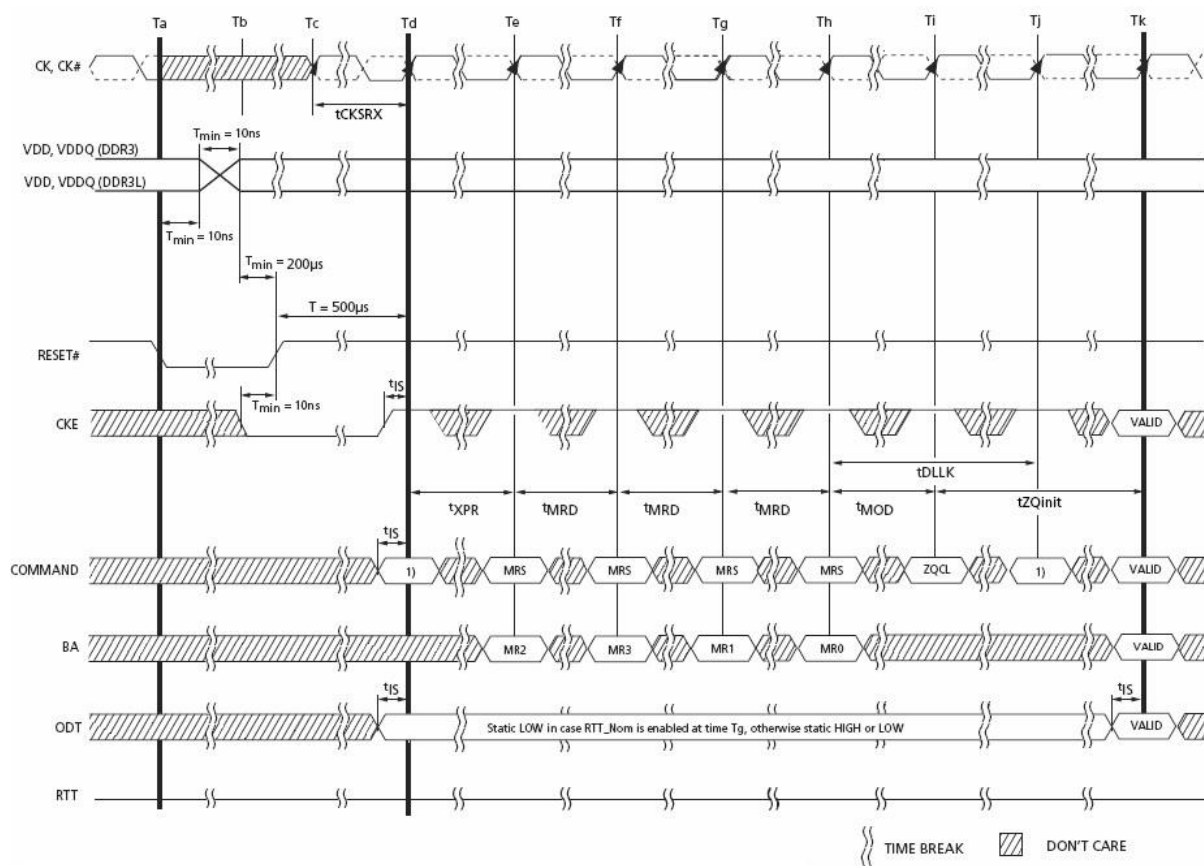 Ta Tb Tc Td Te Tf Tg Th Ti Tj Tk
CK, CK#
tCKSRX
Tmin = 10ns
VDD, VDDQ (DDR3)
VDD, VDDQ (DDR3L)
Tmin = 10ns
Tmin = 200µs
T = 500µs
RESET#
tIS
Tmin = 10ns
CKE VALID
tDLLK
tXPR tMRD tMRD tMRD tMOD tZQinit
tIS
COMMAND 1) MRS MRS MRS MRS ZQCL 1) VALID
BA MR2 MR3 MR1 MR0 VALID
tIS tIS
ODT Static LOW in case RTT_Nom is enabled at time Tg, otherwise static HIGH or LOW VALID
RTT
TIME BREAK DON'T CARE